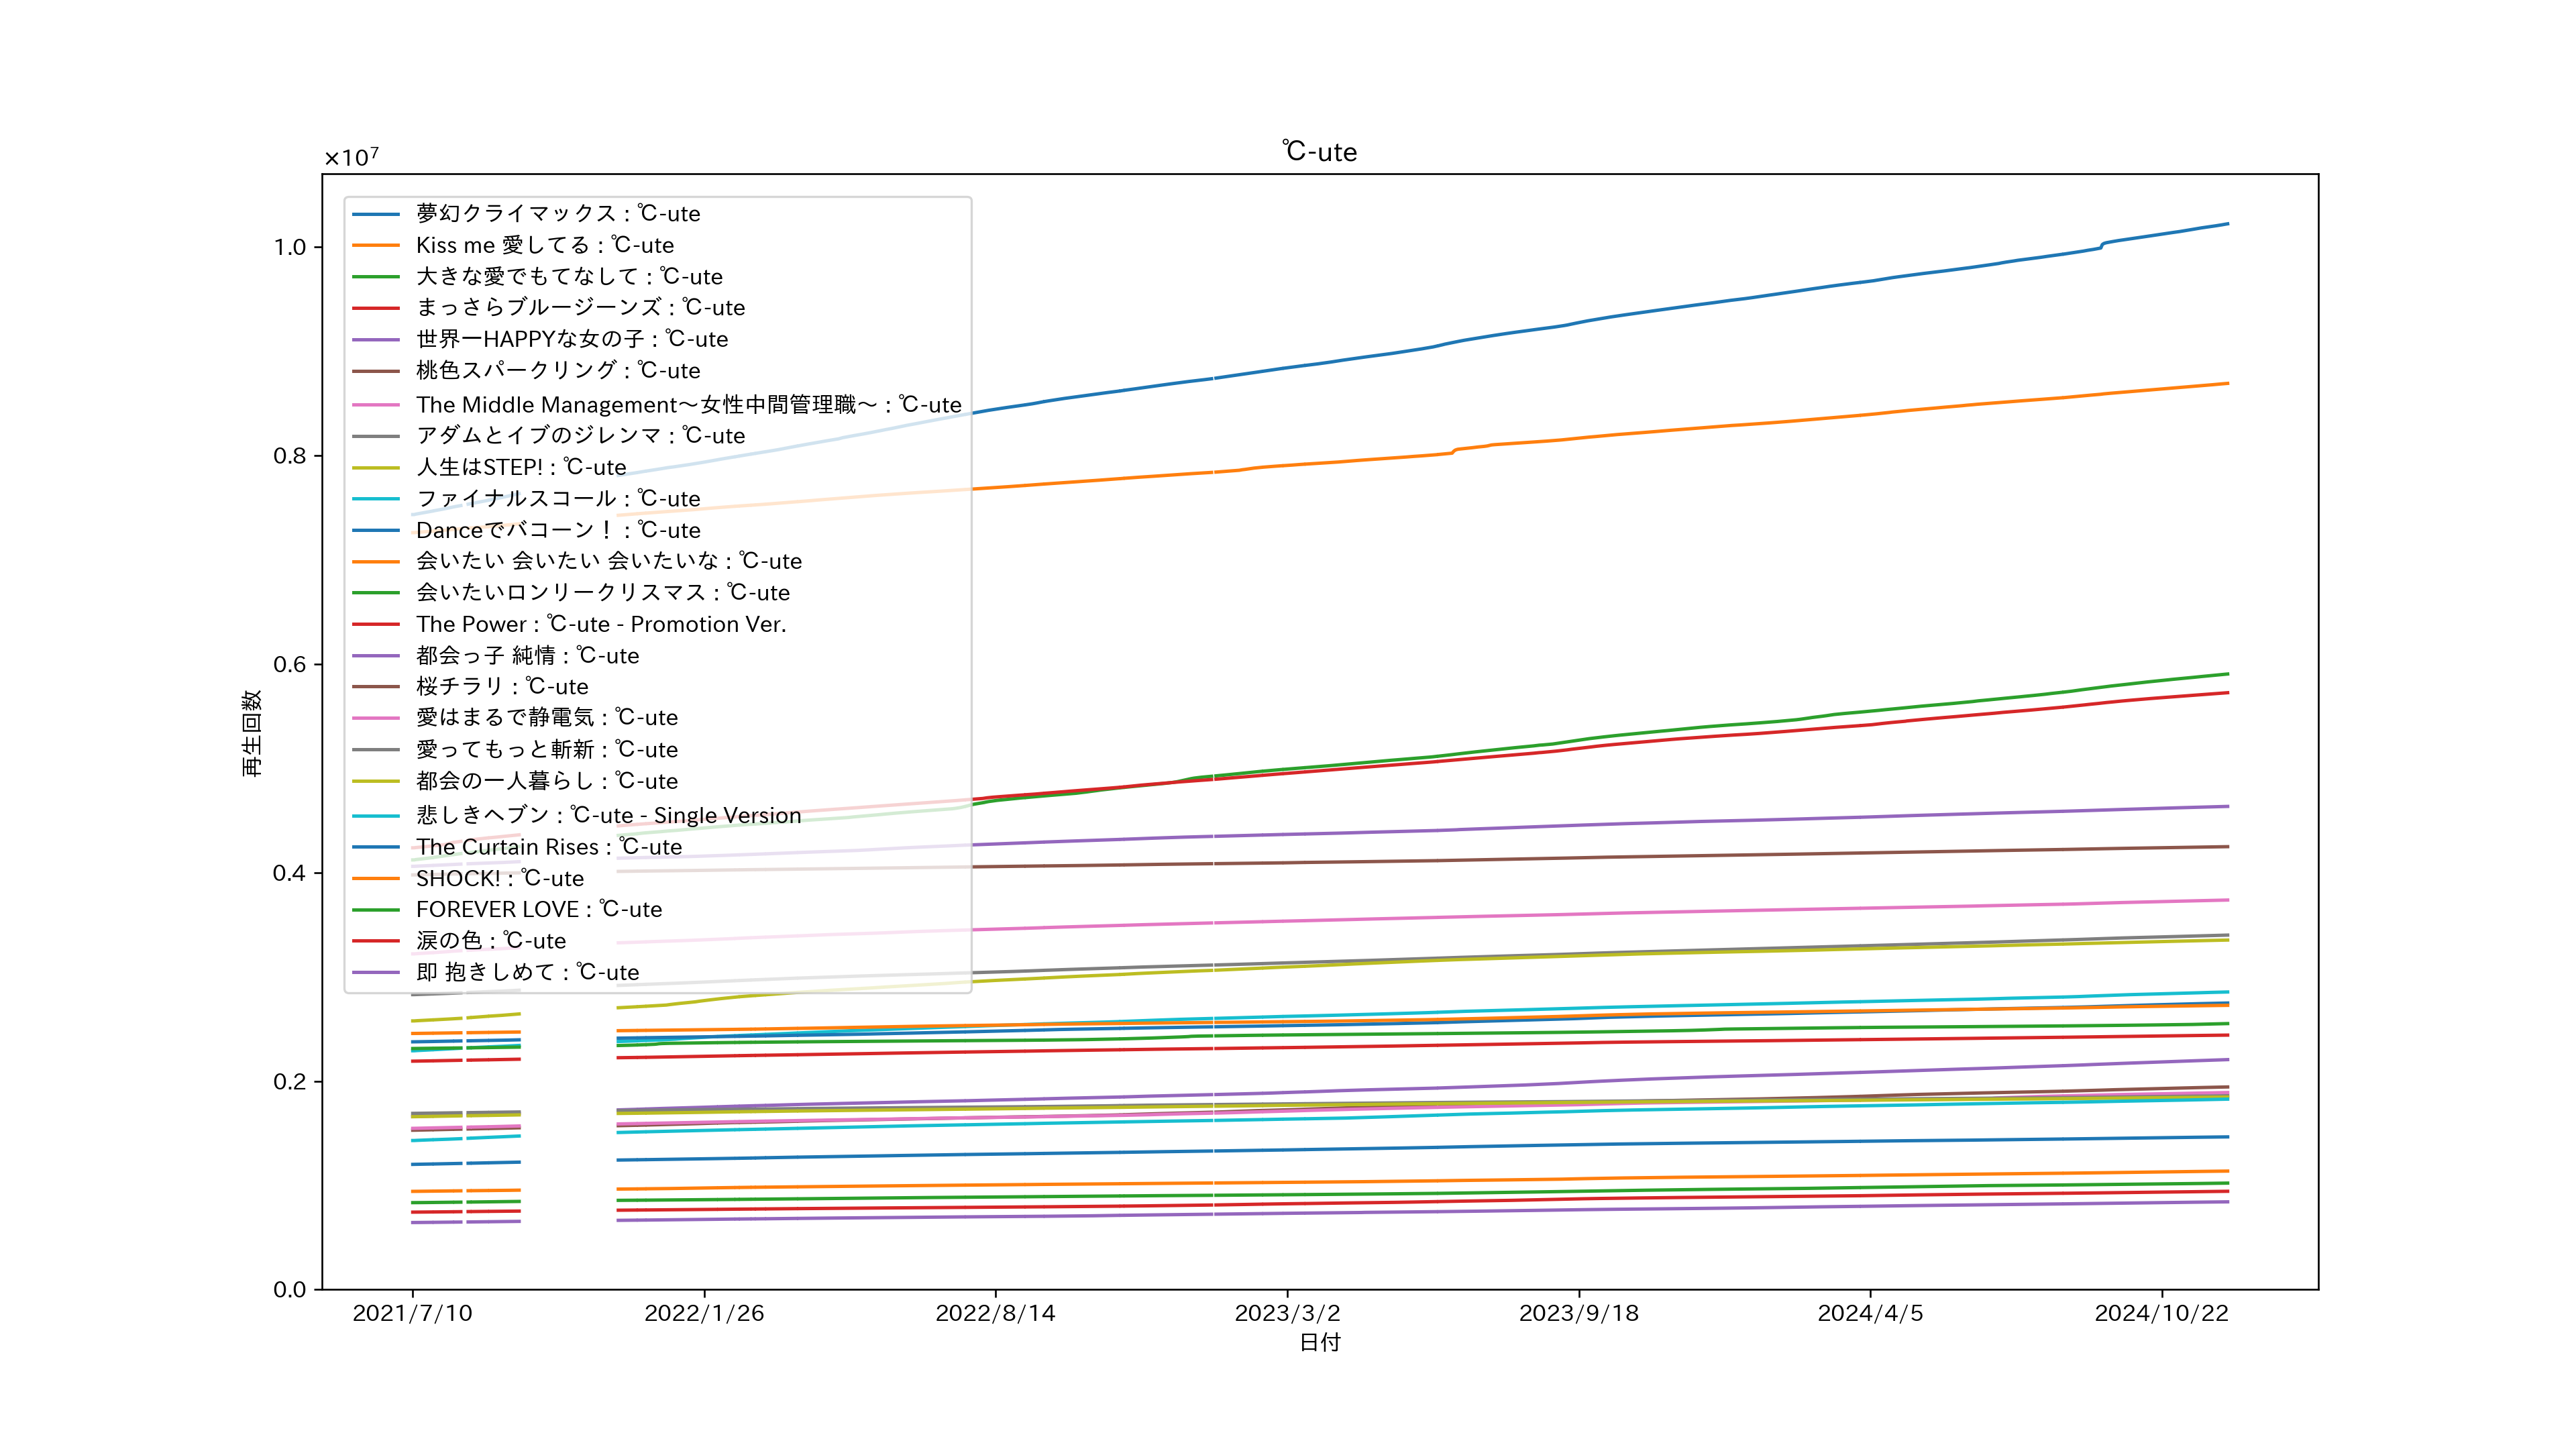 ℃-ute
×10⁷
夢幻クライマックス : ℃-ute
Kiss me 愛してる : ℃-ute
大きな愛でもてなして : ℃-ute
まっさらブルージーンズ : ℃-ute
世界一HAPPYな女の子 : ℃-ute
桃色スパークリング : ℃-ute
The Middle Management〜女性中間管理職〜 : ℃-ute
アダムとイブのジレンマ : ℃-ute
人生はSTEP! : ℃-ute
ファイナルスコール : ℃-ute
Danceでバコーン！ : ℃-ute
会いたい 会いたい 会いたいな : ℃-ute
会いたいロンリークリスマス : ℃-ute
The Power : ℃-ute - Promotion Ver.
都会っ子 純情 : ℃-ute
桜チラリ : ℃-ute
愛はまるで静電気 : ℃-ute
愛ってもっと斬新 : ℃-ute
都会の一人暮らし : ℃-ute
悲しきヘブン : ℃-ute - Single Version
The Curtain Rises : ℃-ute
SHOCK! : ℃-ute
FOREVER LOVE : ℃-ute
涙の色 : ℃-ute
即 抱きしめて : ℃-ute
1.0
0.8
0.6
0.4
0.2
0.0
再生回数
2021/7/10
2022/1/26
2022/8/14
2023/3/2
2023/9/18
2024/4/5
2024/10/22
日付